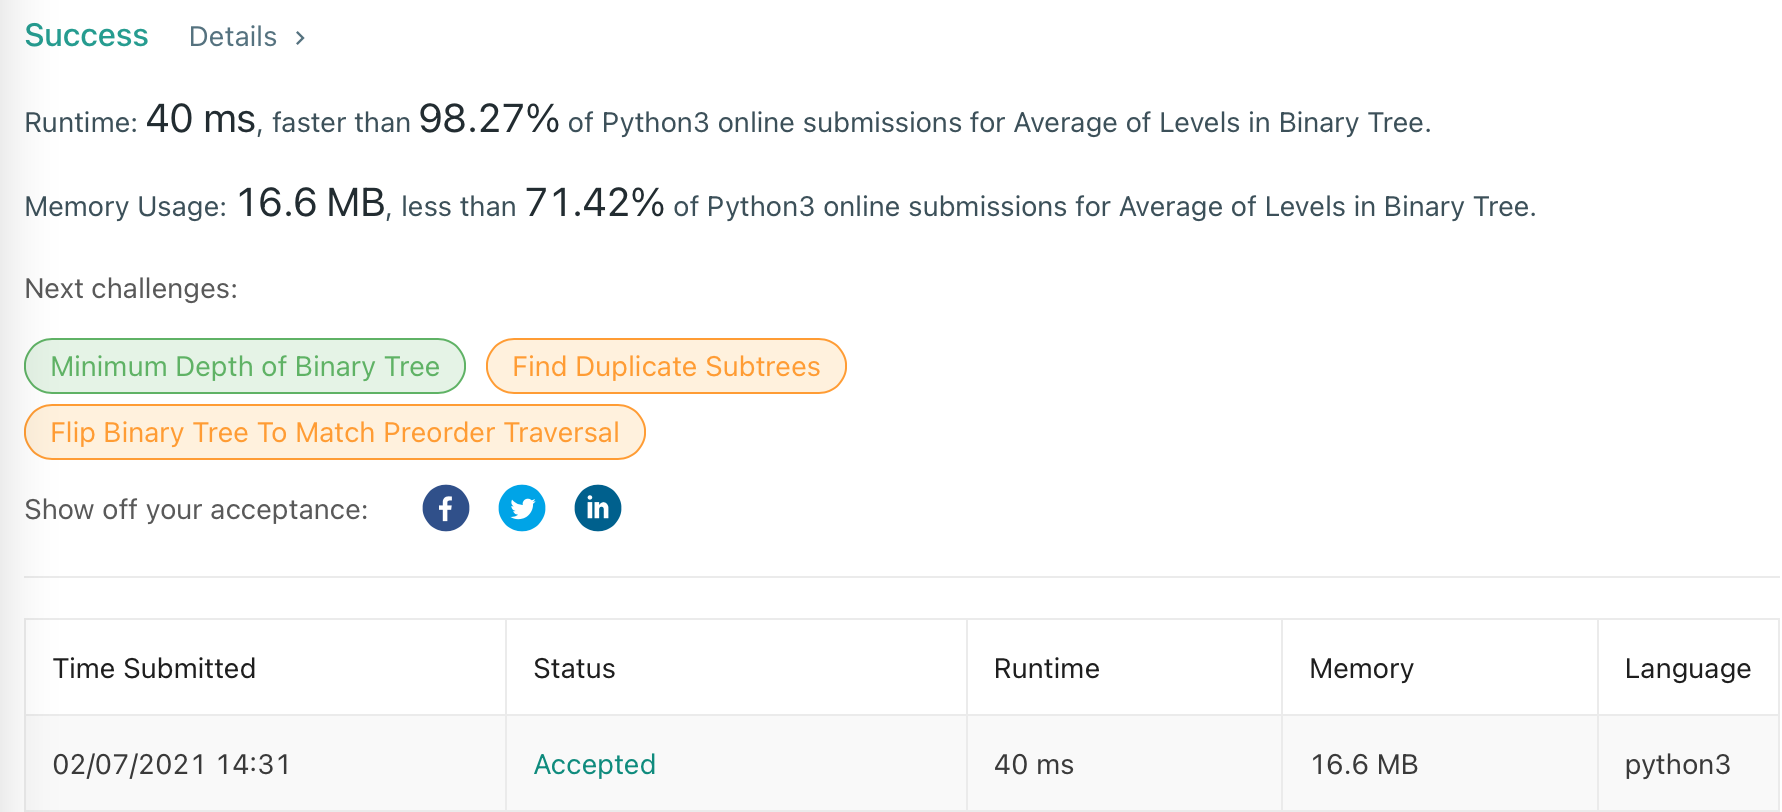 Success Details >
Runtime: 40 ms, faster than 98.27% of Python3 online submissions for Average of Levels in Binary Tree.
Memory Usage: 16.6 MB, less than 71.42% of Python3 online submissions for Average of Levels in Binary Tree.
Next challenges:
Minimum Depth of Binary Tree Find Duplicate Subtrees
Flip Binary Tree To Match Preorder Traversal
Show off your acceptance: f in
Time Submitted Status Runtime Memory Language
02/07/2021 14:31 Accepted 40 ms 16.6 MB python3